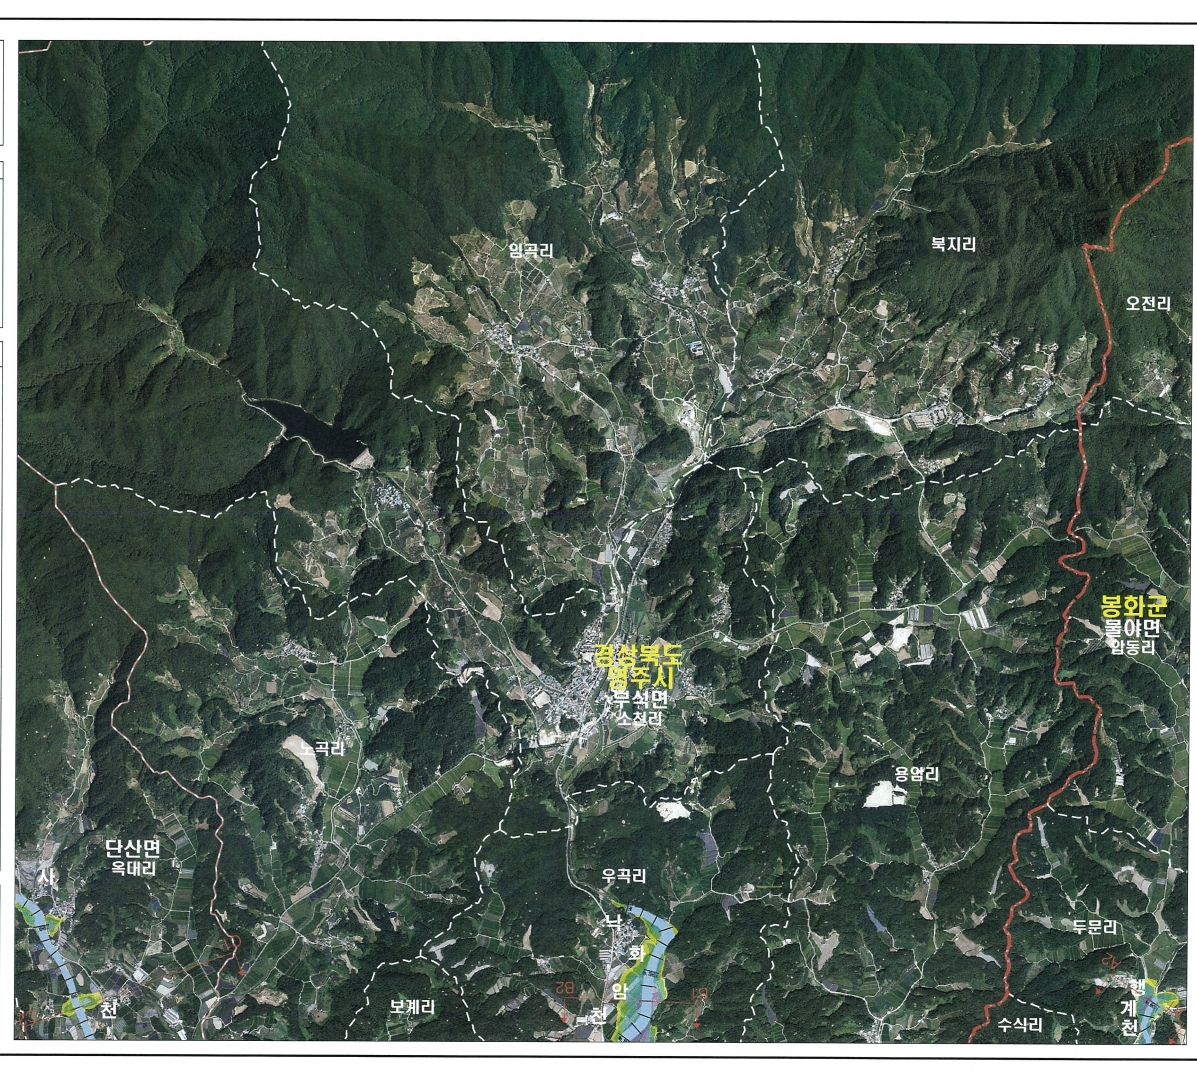 임곡리
북지리
오전리
봉화군
물야면
압동리
경상북도
영주시
부석면
소천리
노곡리
용암리
단산면
옥대리
사
천
우곡리
낙
화
암
천
두문리
행
계
천
보계리
수식리
B2
B1